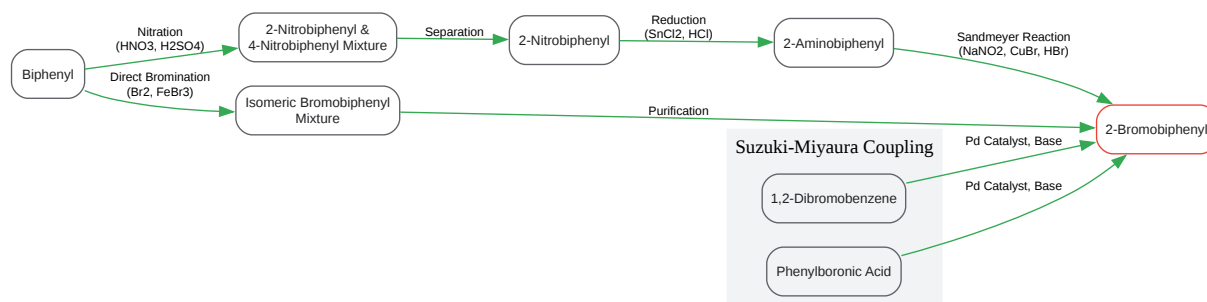 Biphenyl
Nitration
(HNO3, H2SO4)
Direct Bromination
(Br2, FeBr3)
2-Nitrobiphenyl &
4-Nitrobiphenyl Mixture
Separation
2-Nitrobiphenyl
Reduction
(SnCl2, HCl)
2-Aminobiphenyl
Sandmeyer Reaction
(NaNO2, CuBr, HBr)
Isomeric Bromobiphenyl
Mixture
Purification
2-Bromobiphenyl
Suzuki-Miyaura Coupling
Pd Catalyst, Base
1,2-Dibromobenzene
Pd Catalyst, Base
Phenylboronic Acid